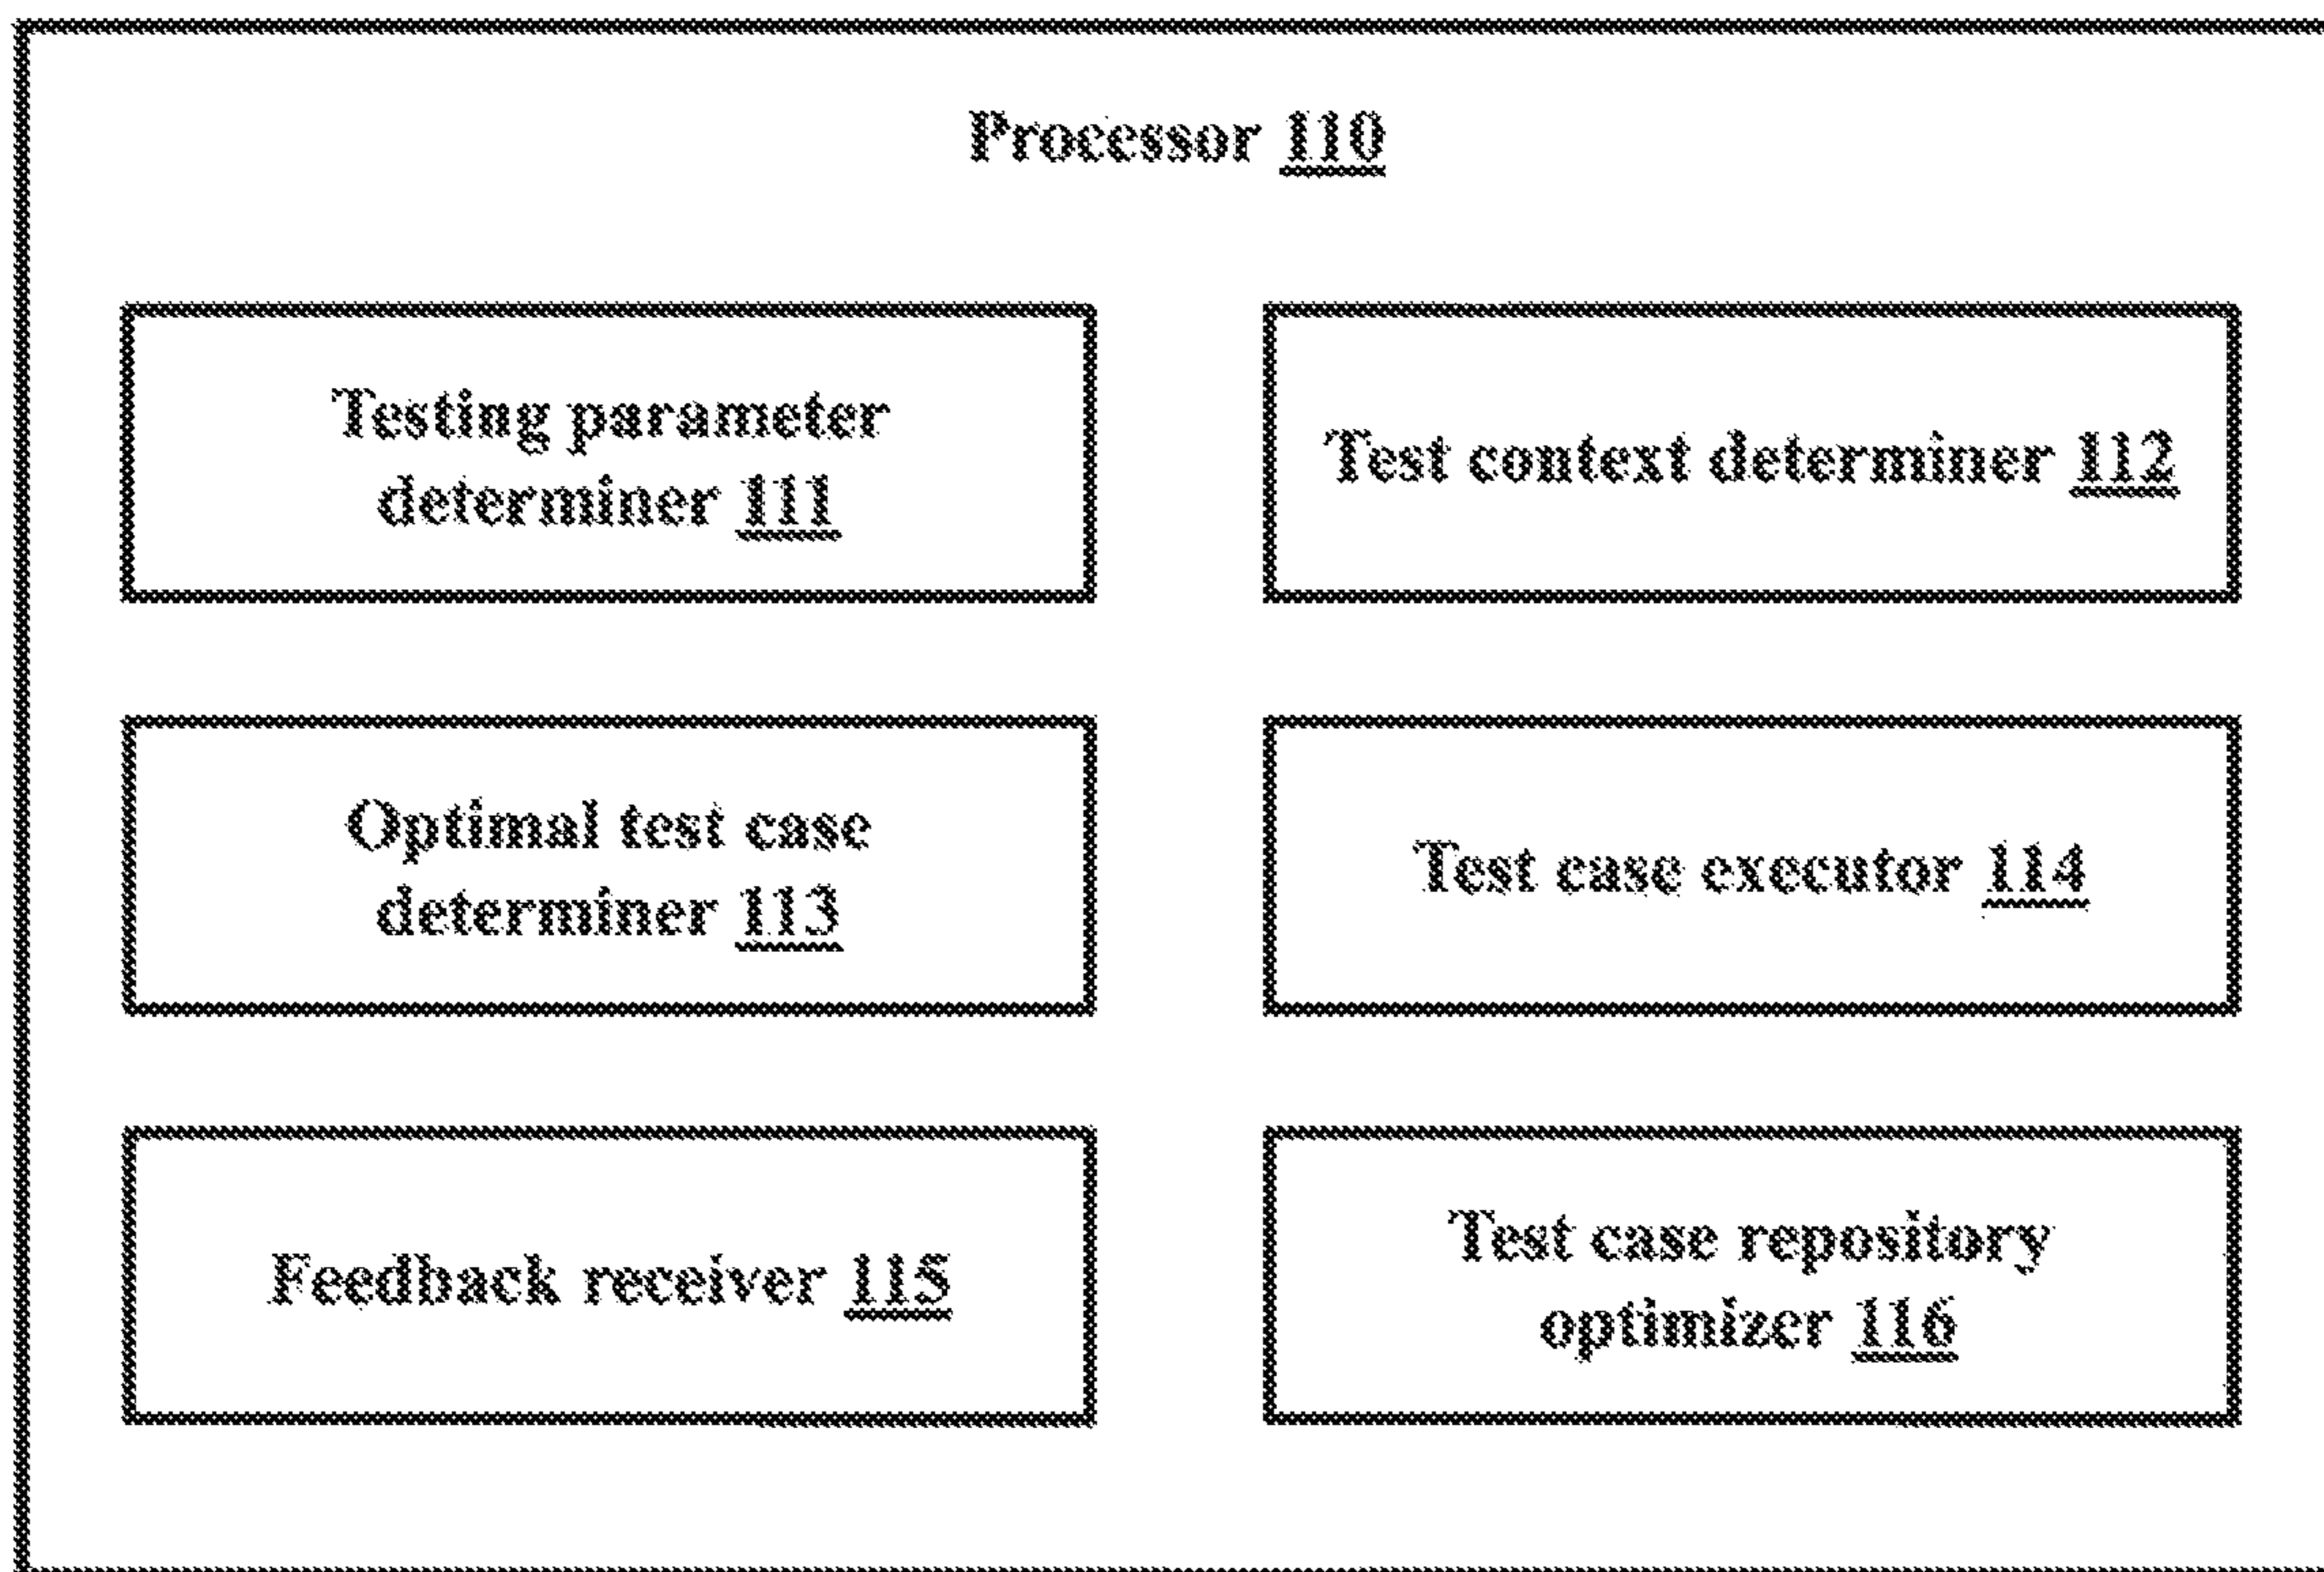 Processor 110
Testing parameter
determiner 111
Test context determiner 112
Optimal test case
determiner 113
Test case executor 114
Feedback receiver 115
Test case repository
optimizer 116